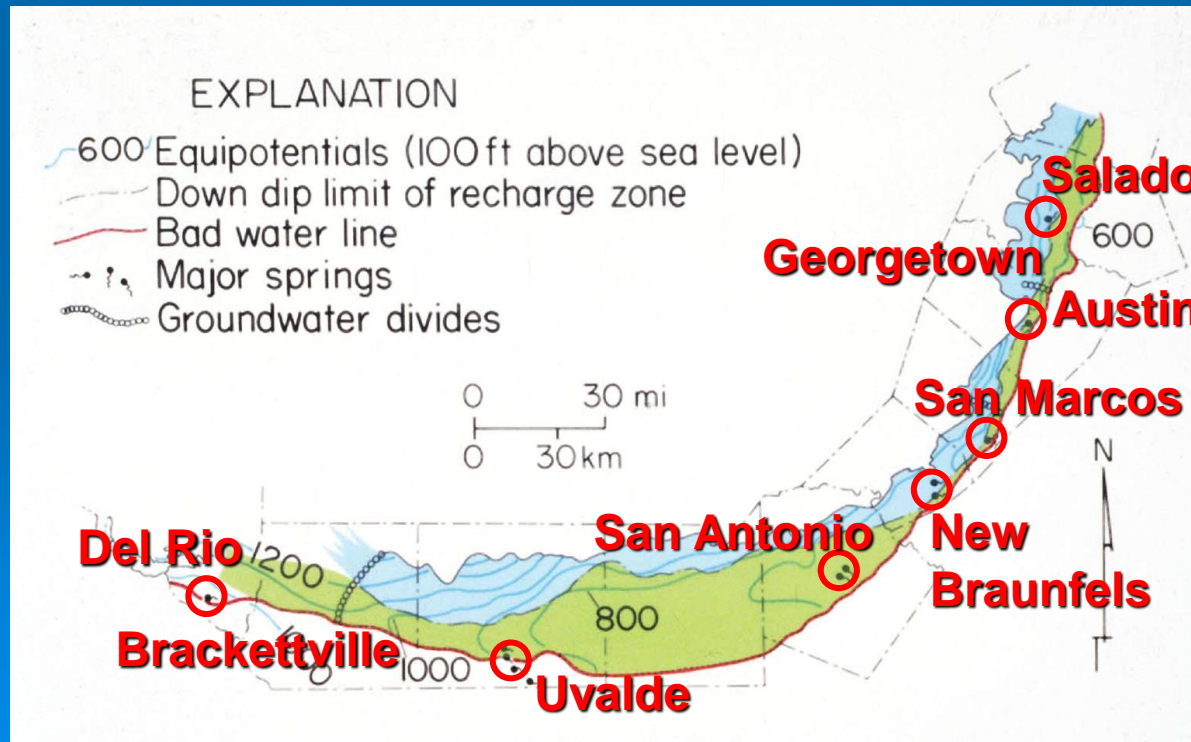 EXPLANATION
600 Equipotentials (100 ft above sea level)
Down dip limit of recharge zone
Bad water line
Major springs
Groundwater divides
0 30 mi
0 30 km
Salado
600
Georgetown
Austin
San Marcos
N
San Antonio
New
Braunfels
Del Rio
1200
800
Brackettville
1000
Uvalde